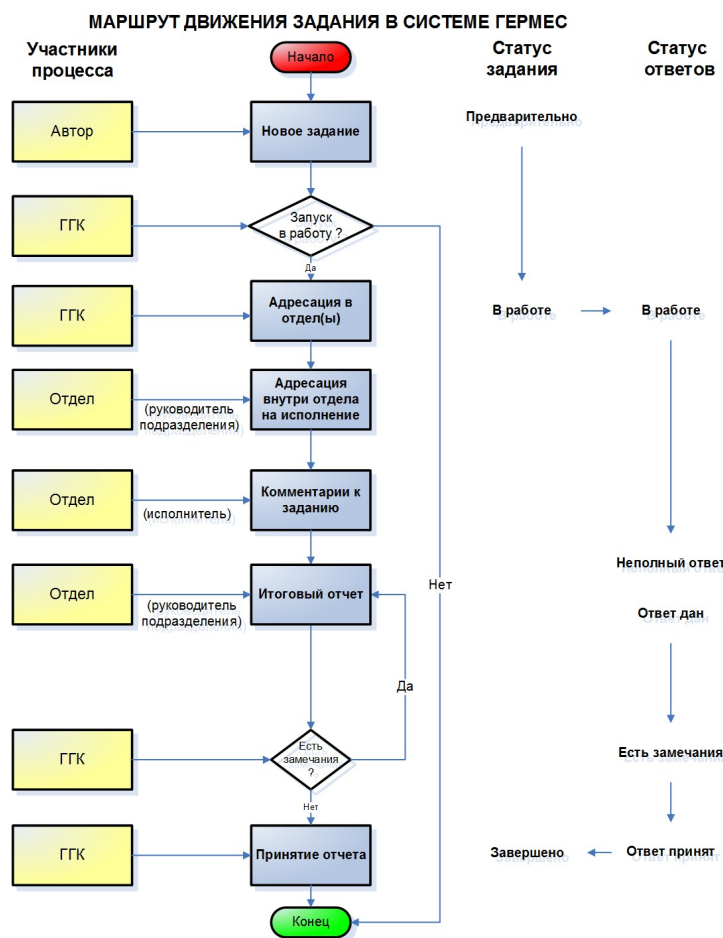 МАРШРУТ ДВИЖЕНИЯ ЗАДАНИЯ В СИСТЕМЕ ГЕРМЕС
Участники
процесса
Начало
Статус
задания
Статус
ответов
Автор
Новое задание
Предварительно
ГГК
Запуск
в работу ?
Да
ГГК
Адресация в
отдел(ы)
В работе
В работе
Отдел
(руководитель
подразделения)
Адресация
внутри отдела
на исполнение
Отдел
(исполнитель)
Комментарии к
заданию
Неполный ответ
Нет
Отдел
(руководитель
подразделения)
Итоговый отчет
Ответ дан
Да
ГГК
Есть
замечания
?
Есть замечания
Нет
ГГК
Принятие отчета
Завершено
Ответ принят
Конец